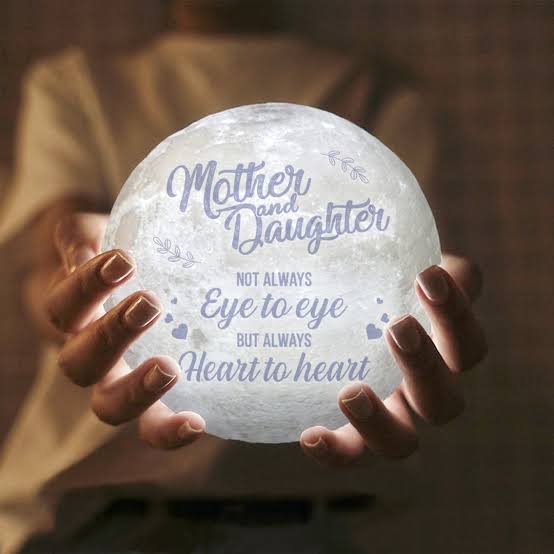 Mother
and
Daughter
NOT ALWAYS
Eye to eye
BUT ALWAYS
Heart to heart